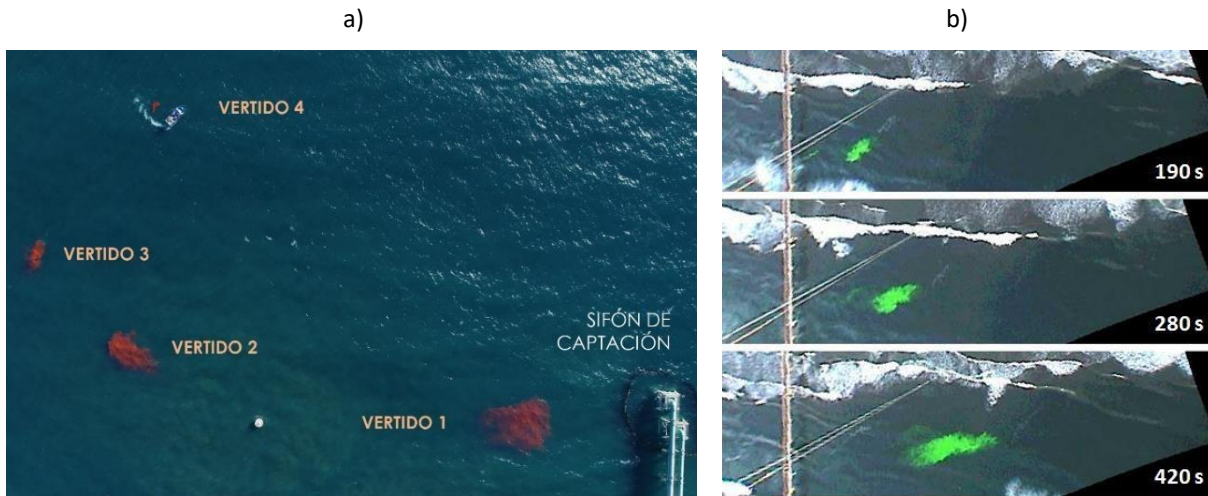 a)
b)
VERTIDO 4
VERTIDO 3
VERTIDO 2
VERTIDO 1
SIFÓN DE
CAPTACIÓN
190 s
280 s
420 s